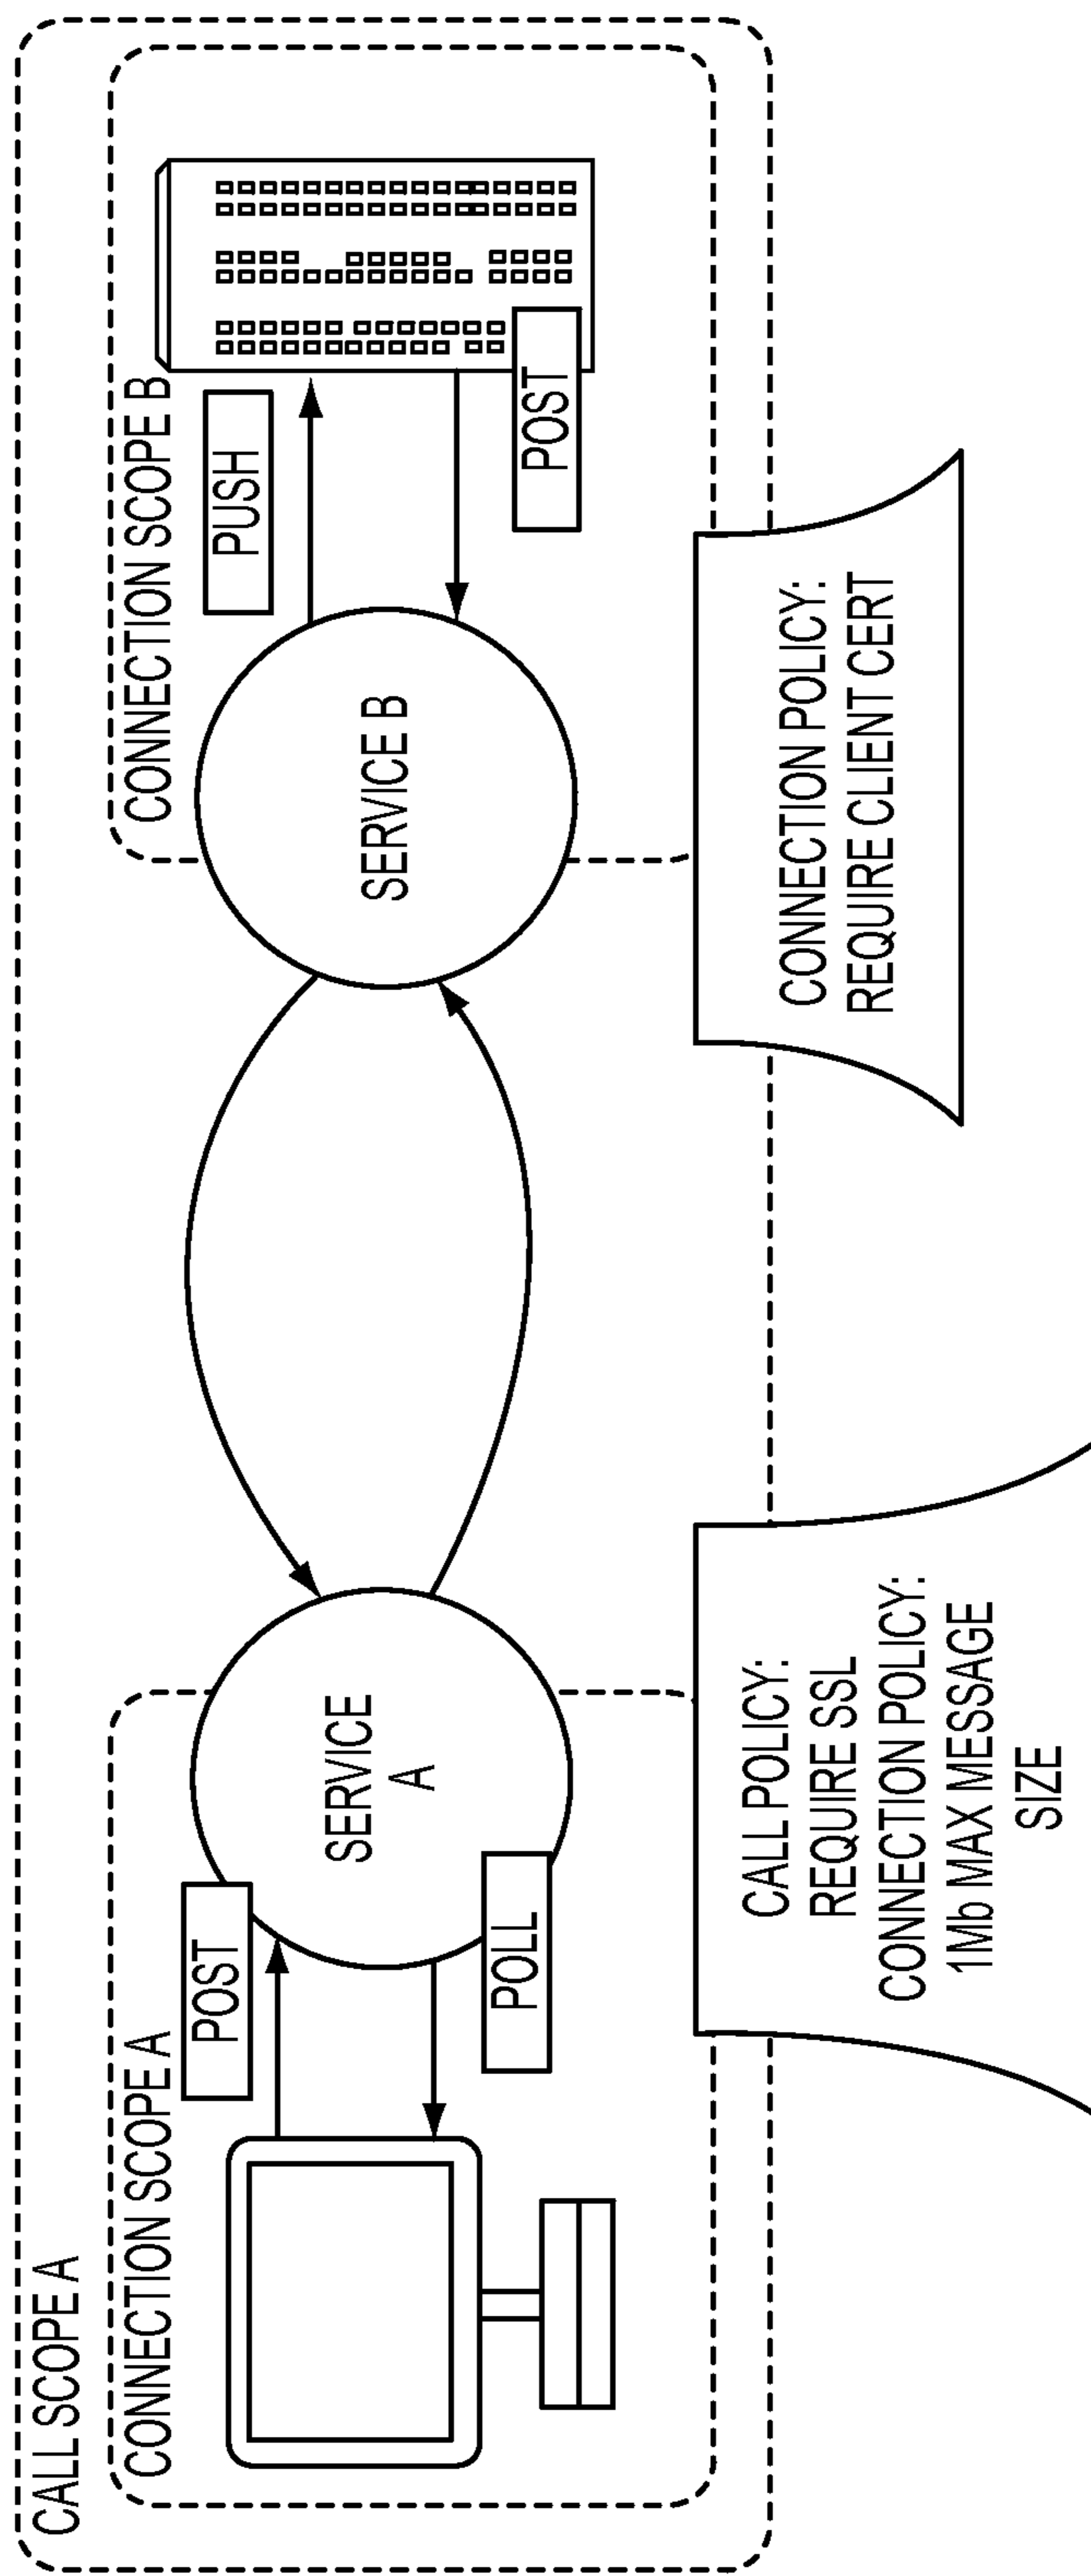 CALL SCOPE A
CONNECTION SCOPE A
CONNECTION SCOPE B
POST
PUSH
SERVICE
A
SERVICE B
POLL
POST
CALL POLICY:
REQUIRE SSL
CONNECTION POLICY:
1Mb MAX MESSAGE
SIZE
CONNECTION POLICY:
REQUIRE CLIENT CERT